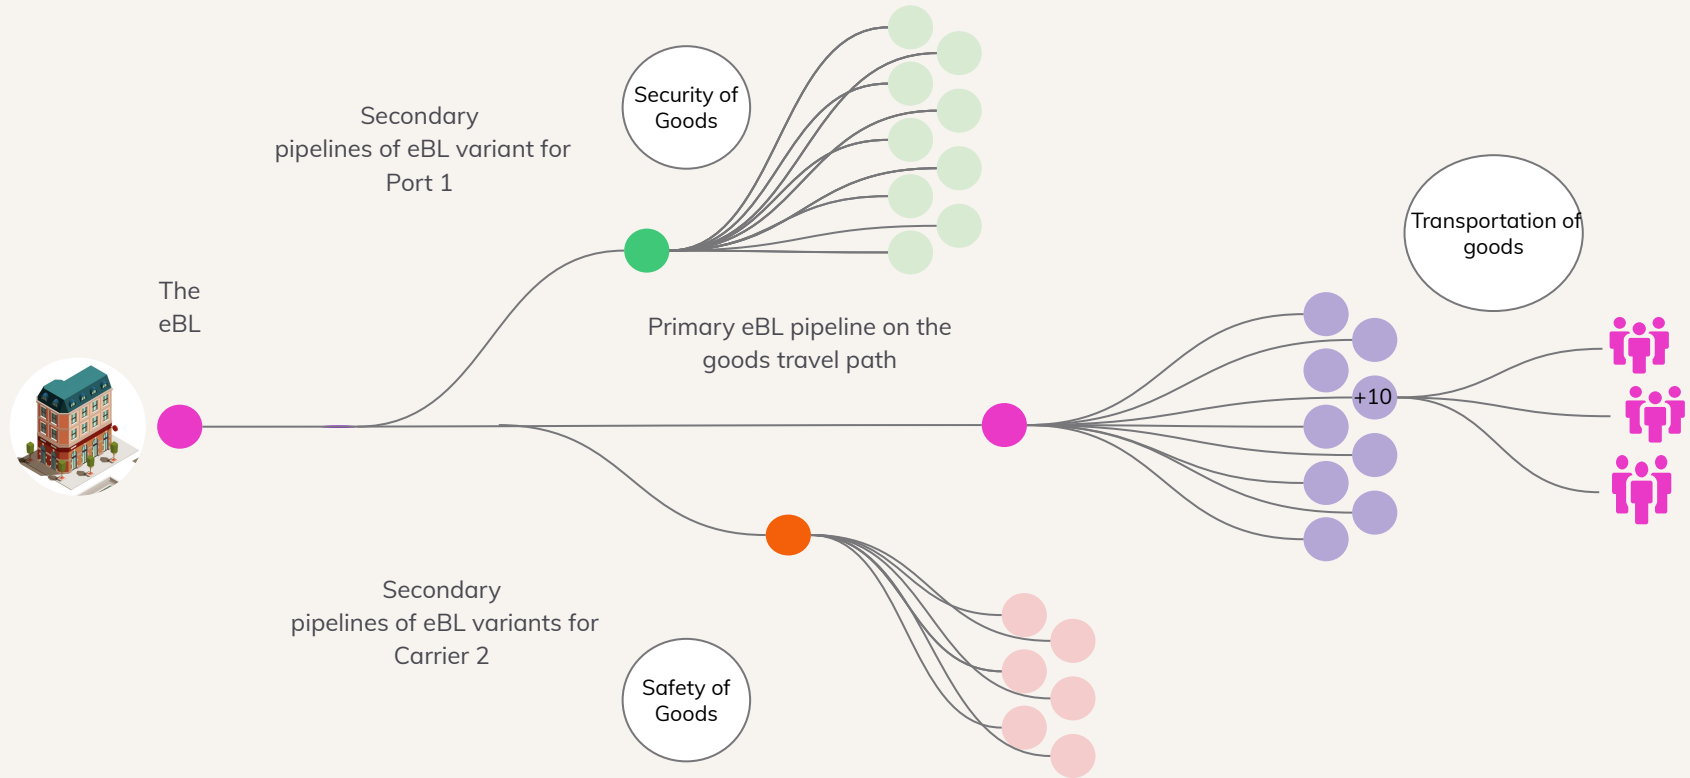 Security of
Goods
Secondary
pipelines of eBL variant for
Port 1
Transportation of
goods
The
eBL
Primary eBL pipeline on the
goods travel path
+10
Secondary
pipelines of eBL variants for
Carrier 2
Safety of
Goods